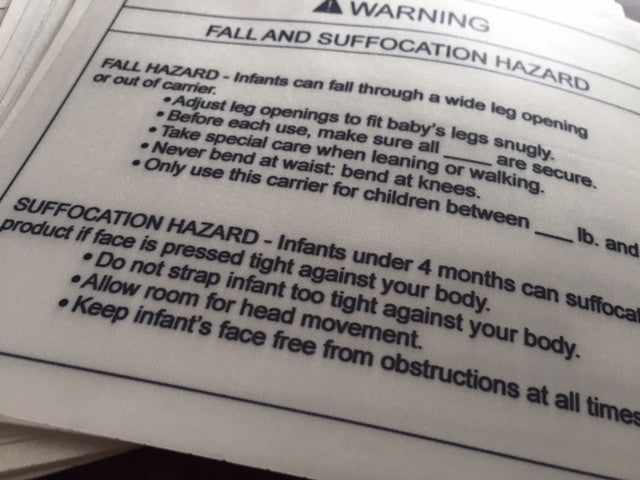 ⚠ WARNING
FALL AND SUFFOCATION HAZARD
FALL HAZARD - Infants can fall through a wide leg opening
or out of carrier.
• Adjust leg openings to fit baby's legs snugly.
• Before each use, make sure all ____ are secure.
• Take special care when leaning or walking.
• Never bend at waist: bend at knees.
• Only use this carrier for children between ___ lb. and
SUFFOCATION HAZARD - Infants under 4 months can
product if face is pressed tight against your body.
• Do not strap infant too tight against your body.
• Allow room for head movement.
• Keep infant's face free from obstructions at all times